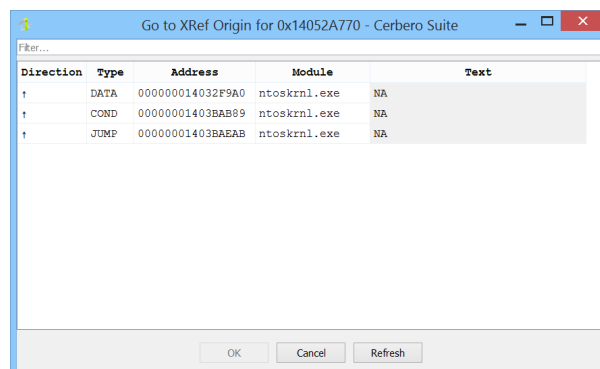 Go to XRef Origin for 0x14052A770 - Cerbero Suite
Filter...
Direction Type Address Module Text
↑ DATA 000000014032F9A0 ntoskrnl.exe NA
↑ COND 00000001403BAB89 ntoskrnl.exe NA
↑ JUMP 00000001403BAEAB ntoskrnl.exe NA
OK Cancel Refresh